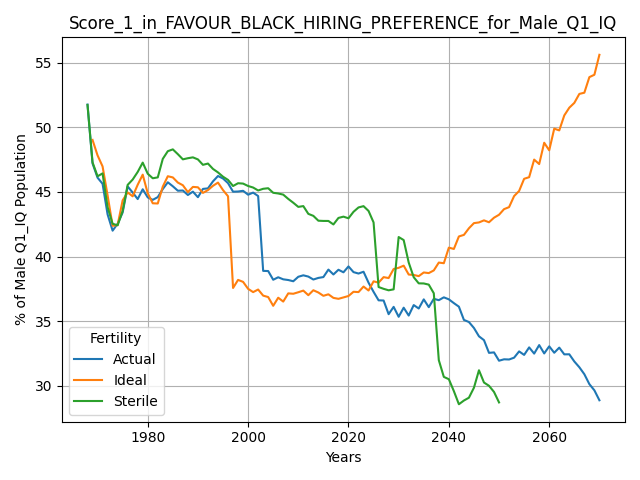 Score_1_in_FAVOUR_BLACK_HIRING_PREFERENCE_for_Male_Q1_IQ
% of Male Q1_IQ Population
55
50
45
40
35
30
Fertility
Actual
Ideal
Sterile
1980 2000 2020 2040 2060
Years